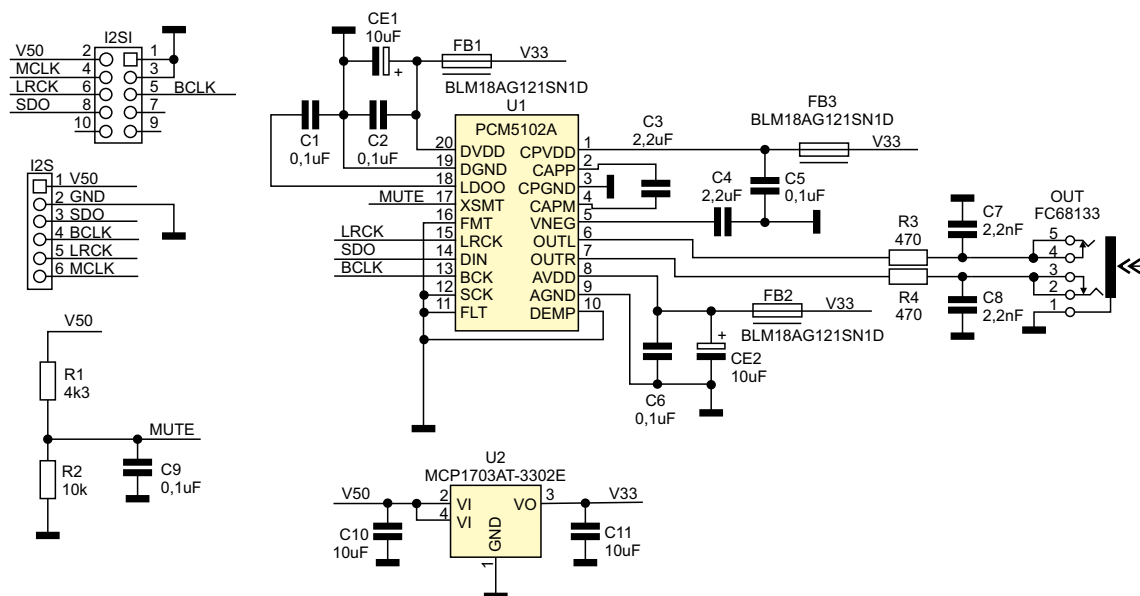 I2SI
V50 2 1
MCLK 4 3
LRCK 6 5 BCLK
SDO 8 7
10 9
I2S
1 V50
2 GND
3 SDO
4 BCLK
5 LRCK
6 MCLK
V50
R1
4k3
MUTE
R2
10k
C9
0,1uF
CE1
10uF
+
FB1
V33
BLM18AG121SN1D
C1
0,1uF
C2
0,1uF
U1
PCM5102A
20 DVDD CPVDD 1
19 DGND CAPP 2
18 LDOO CPGND 3
MUTE 17 XSMT CAPM 4
16 FMT VNEG 5
LRCK 15 LRCK OUTL 6
SDO 14 DIN OUTR 7
BCLK 13 BCK AVDD 8
12 SCK AGND 9
11 FLT DEMP 10
C3
2,2uF
C4
2,2uF
C5
0,1uF
FB3
BLM18AG121SN1D
V33
FB2
V33
BLM18AG121SN1D
C6
0,1uF
+
CE2
10uF
R3
470
R4
470
C7
2,2nF
C8
2,2nF
OUT
FC68133
5
4
3
2
1
U2
MCP1703AT-3302E
V50 2 VI VO 3 V33
4 VI
GND
1
C10
10uF
C11
10uF